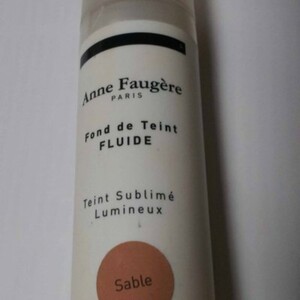 Anne Faugère
PARIS
Fond de Teint
FLUIDE
Teint Sublimé
Lumineux
Sable